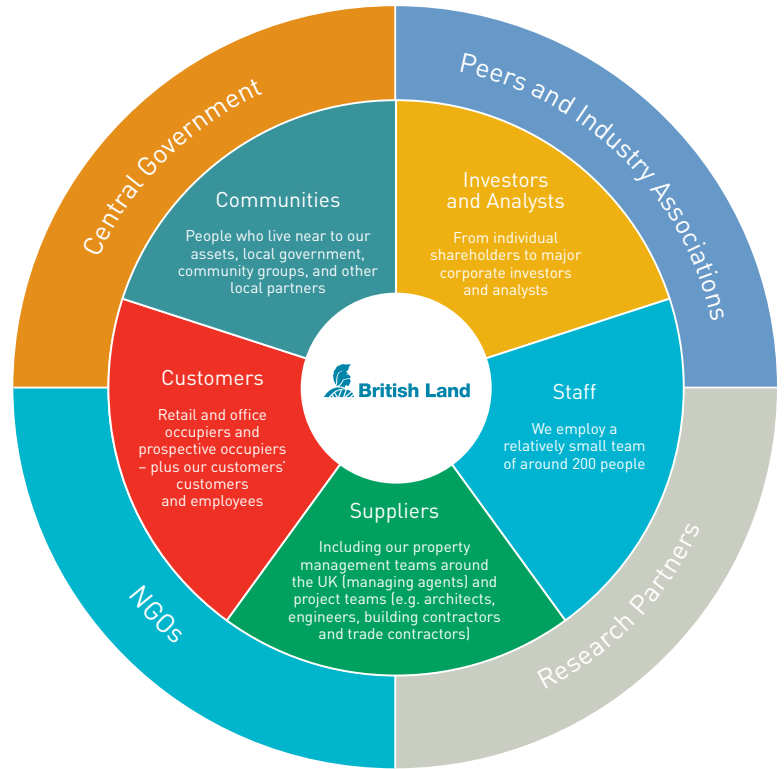 Central Government
Peers and Industry Associations
Communities
People who live near to our
assets, local government,
community groups, and other
local partners
Investors
and Analysts
From individual
shareholders to major
corporate investors
and analysts
Customers
Retail and office
occupiers and
prospective occupiers
– plus our customers’
customers
and employees
British Land
Staff
We employ a
relatively small team
of around 200 people
Suppliers
Including our property
management teams around
the UK (managing agents) and
project teams (e.g. architects,
engineers, building contractors
and trade contractors)
NGOs
Research Partners